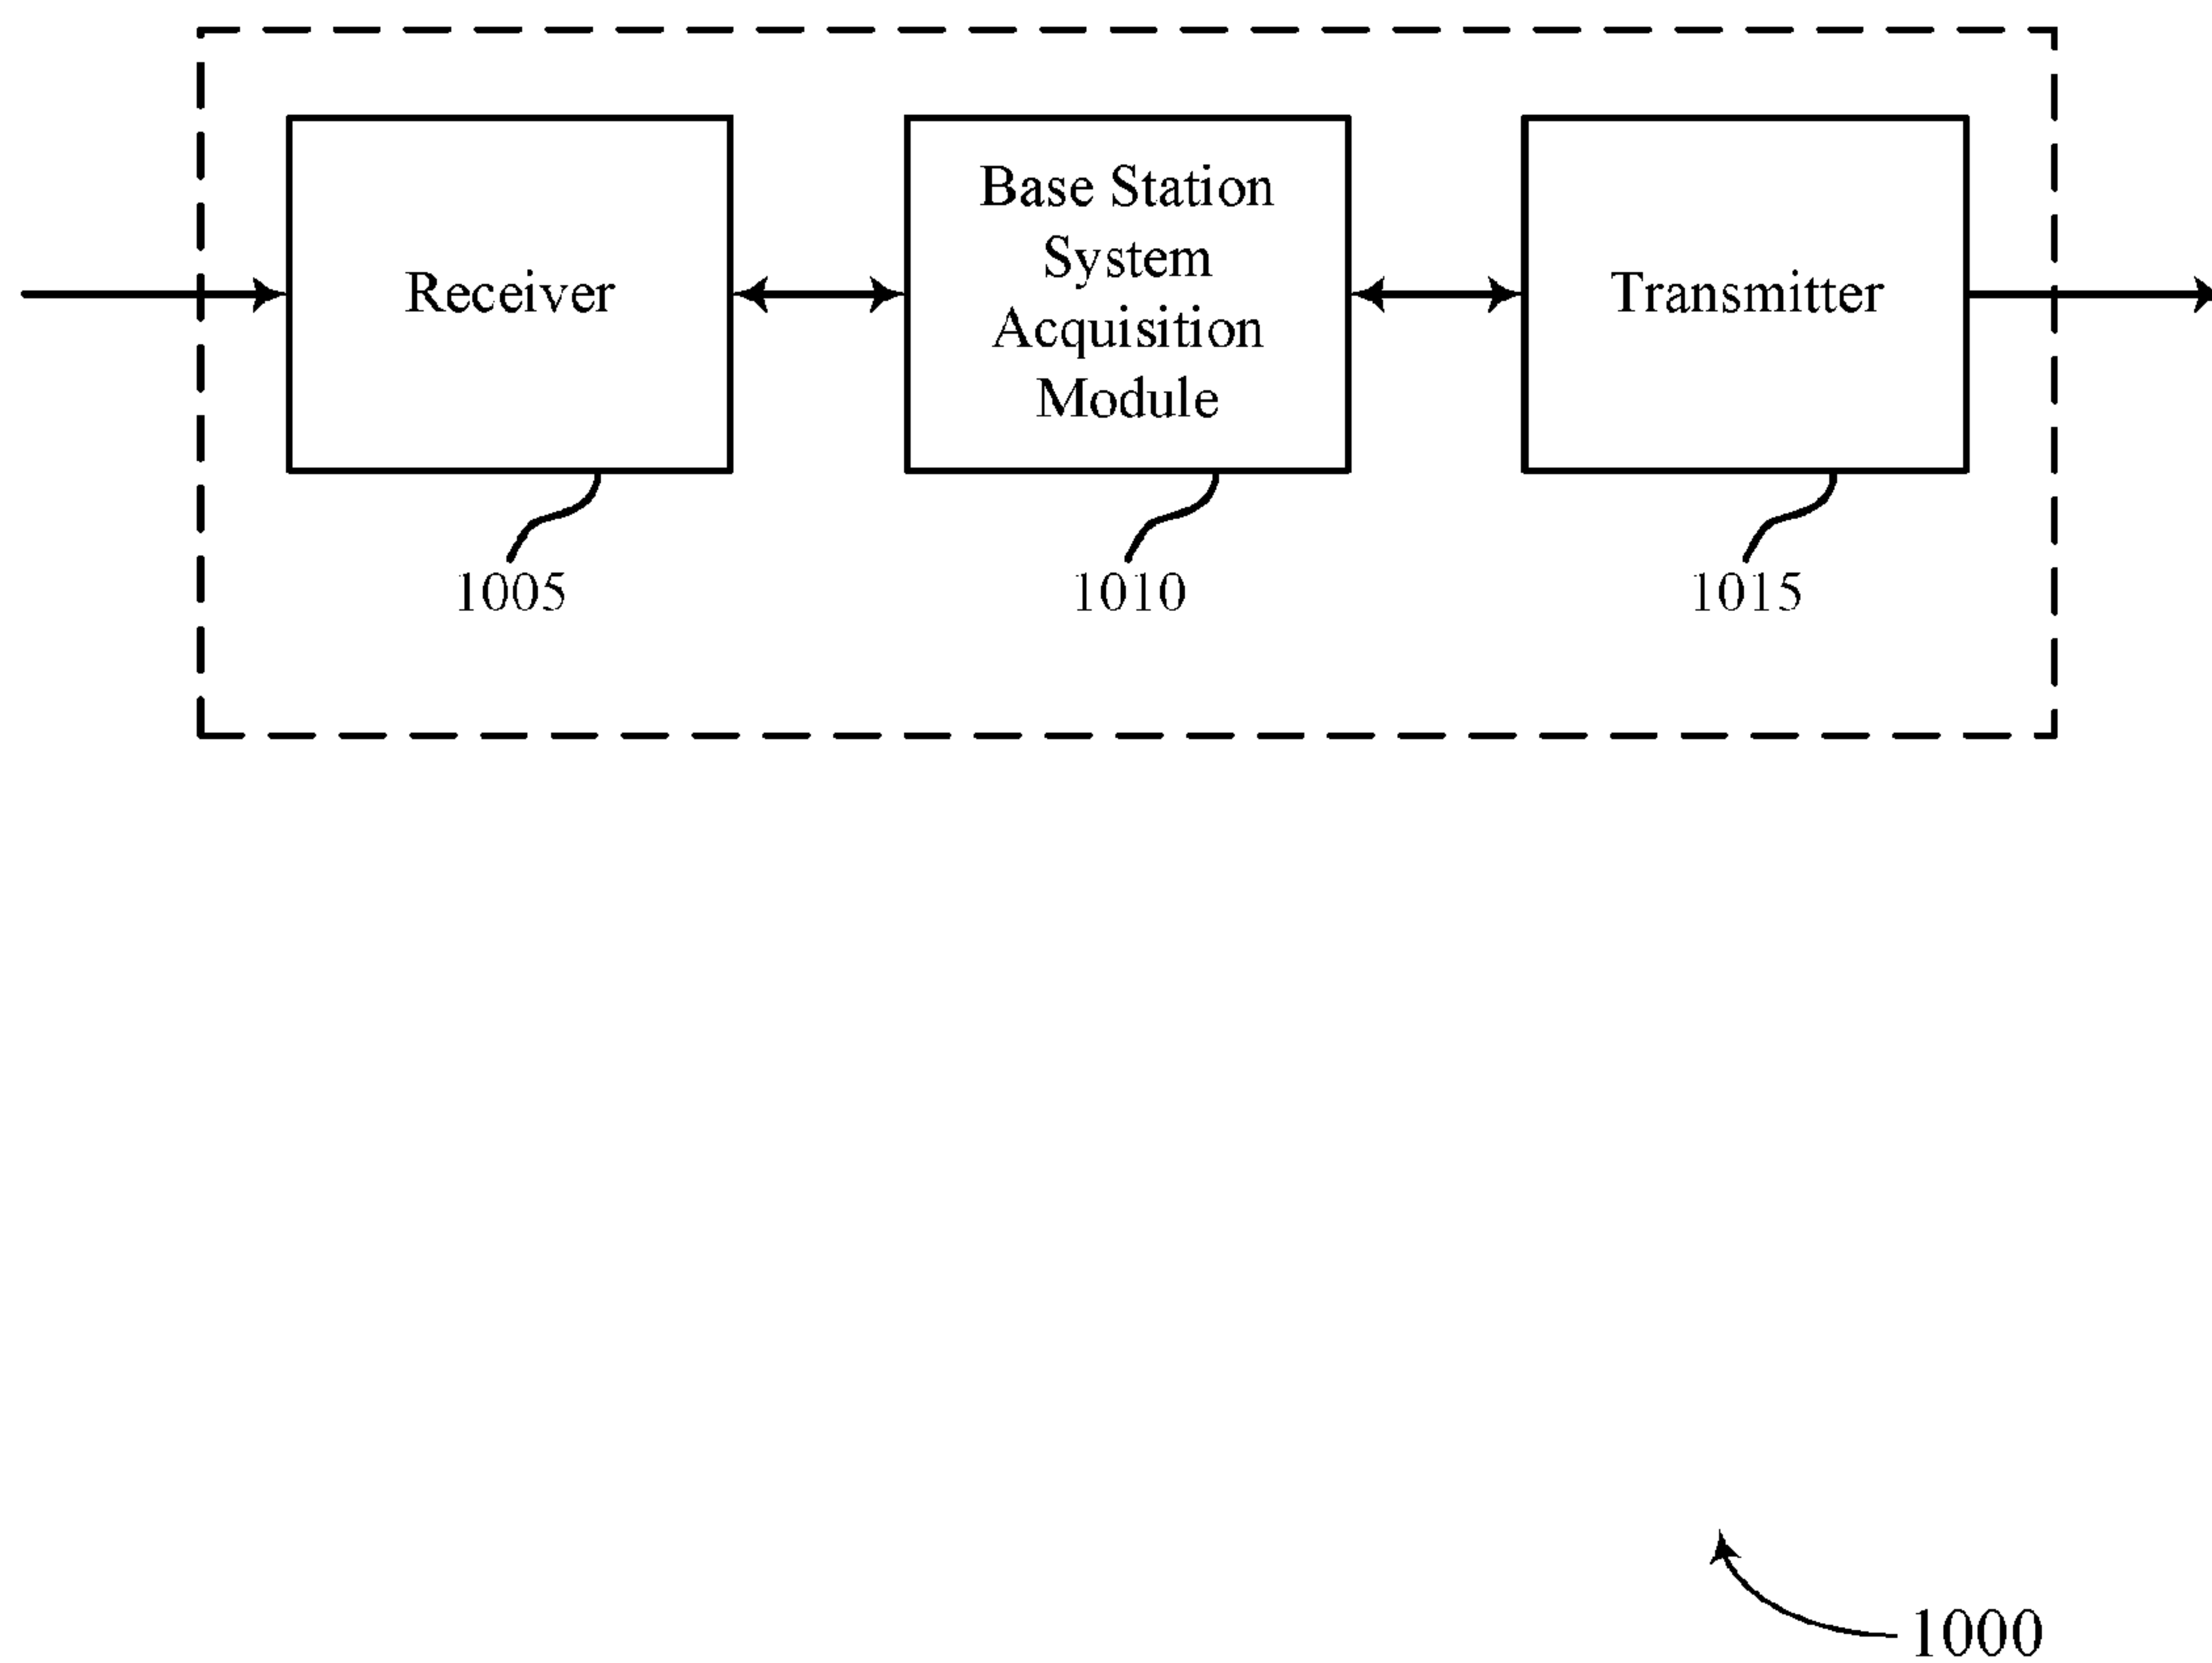 Receiver
Base Station
System
Acquisition
Module
Transmitter
1005
1010
1015
1000